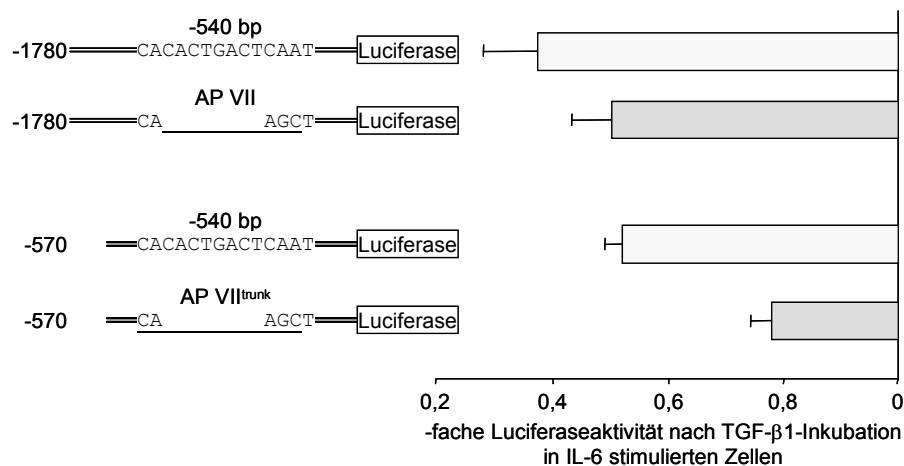 -540 bp
-1780 CACACTGACTCAAT Luciferase
AP VII
-1780 CA AGCT Luciferase
-540 bp
-570 CACACTGACTCAAT Luciferase
AP VIItrunk
-570 CA AGCT Luciferase
0,2 0,4 0,6 0,8 0
-fache Luciferaseaktivität nach TGF-β1-Inkubation
in IL-6 stimulierten Zellen